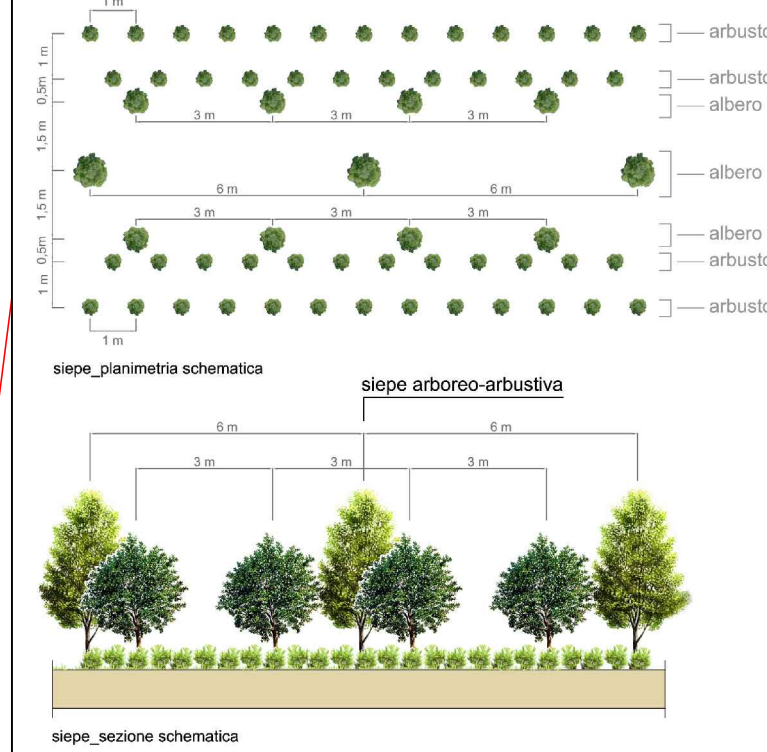 1 m
arbusto
1 m
arbusto
0,5m
albero
3 m 3 m 3 m
1,5 m
albero
6 m 6 m
1,5 m
3 m 3 m 3 m
albero
0,5m
arbusto
1 m
arbusto
1 m
siepe_planimetria schematica
siepe arboreo-arbustiva
6 m 6 m
3 m 3 m 3 m
siepe_sezione schematica